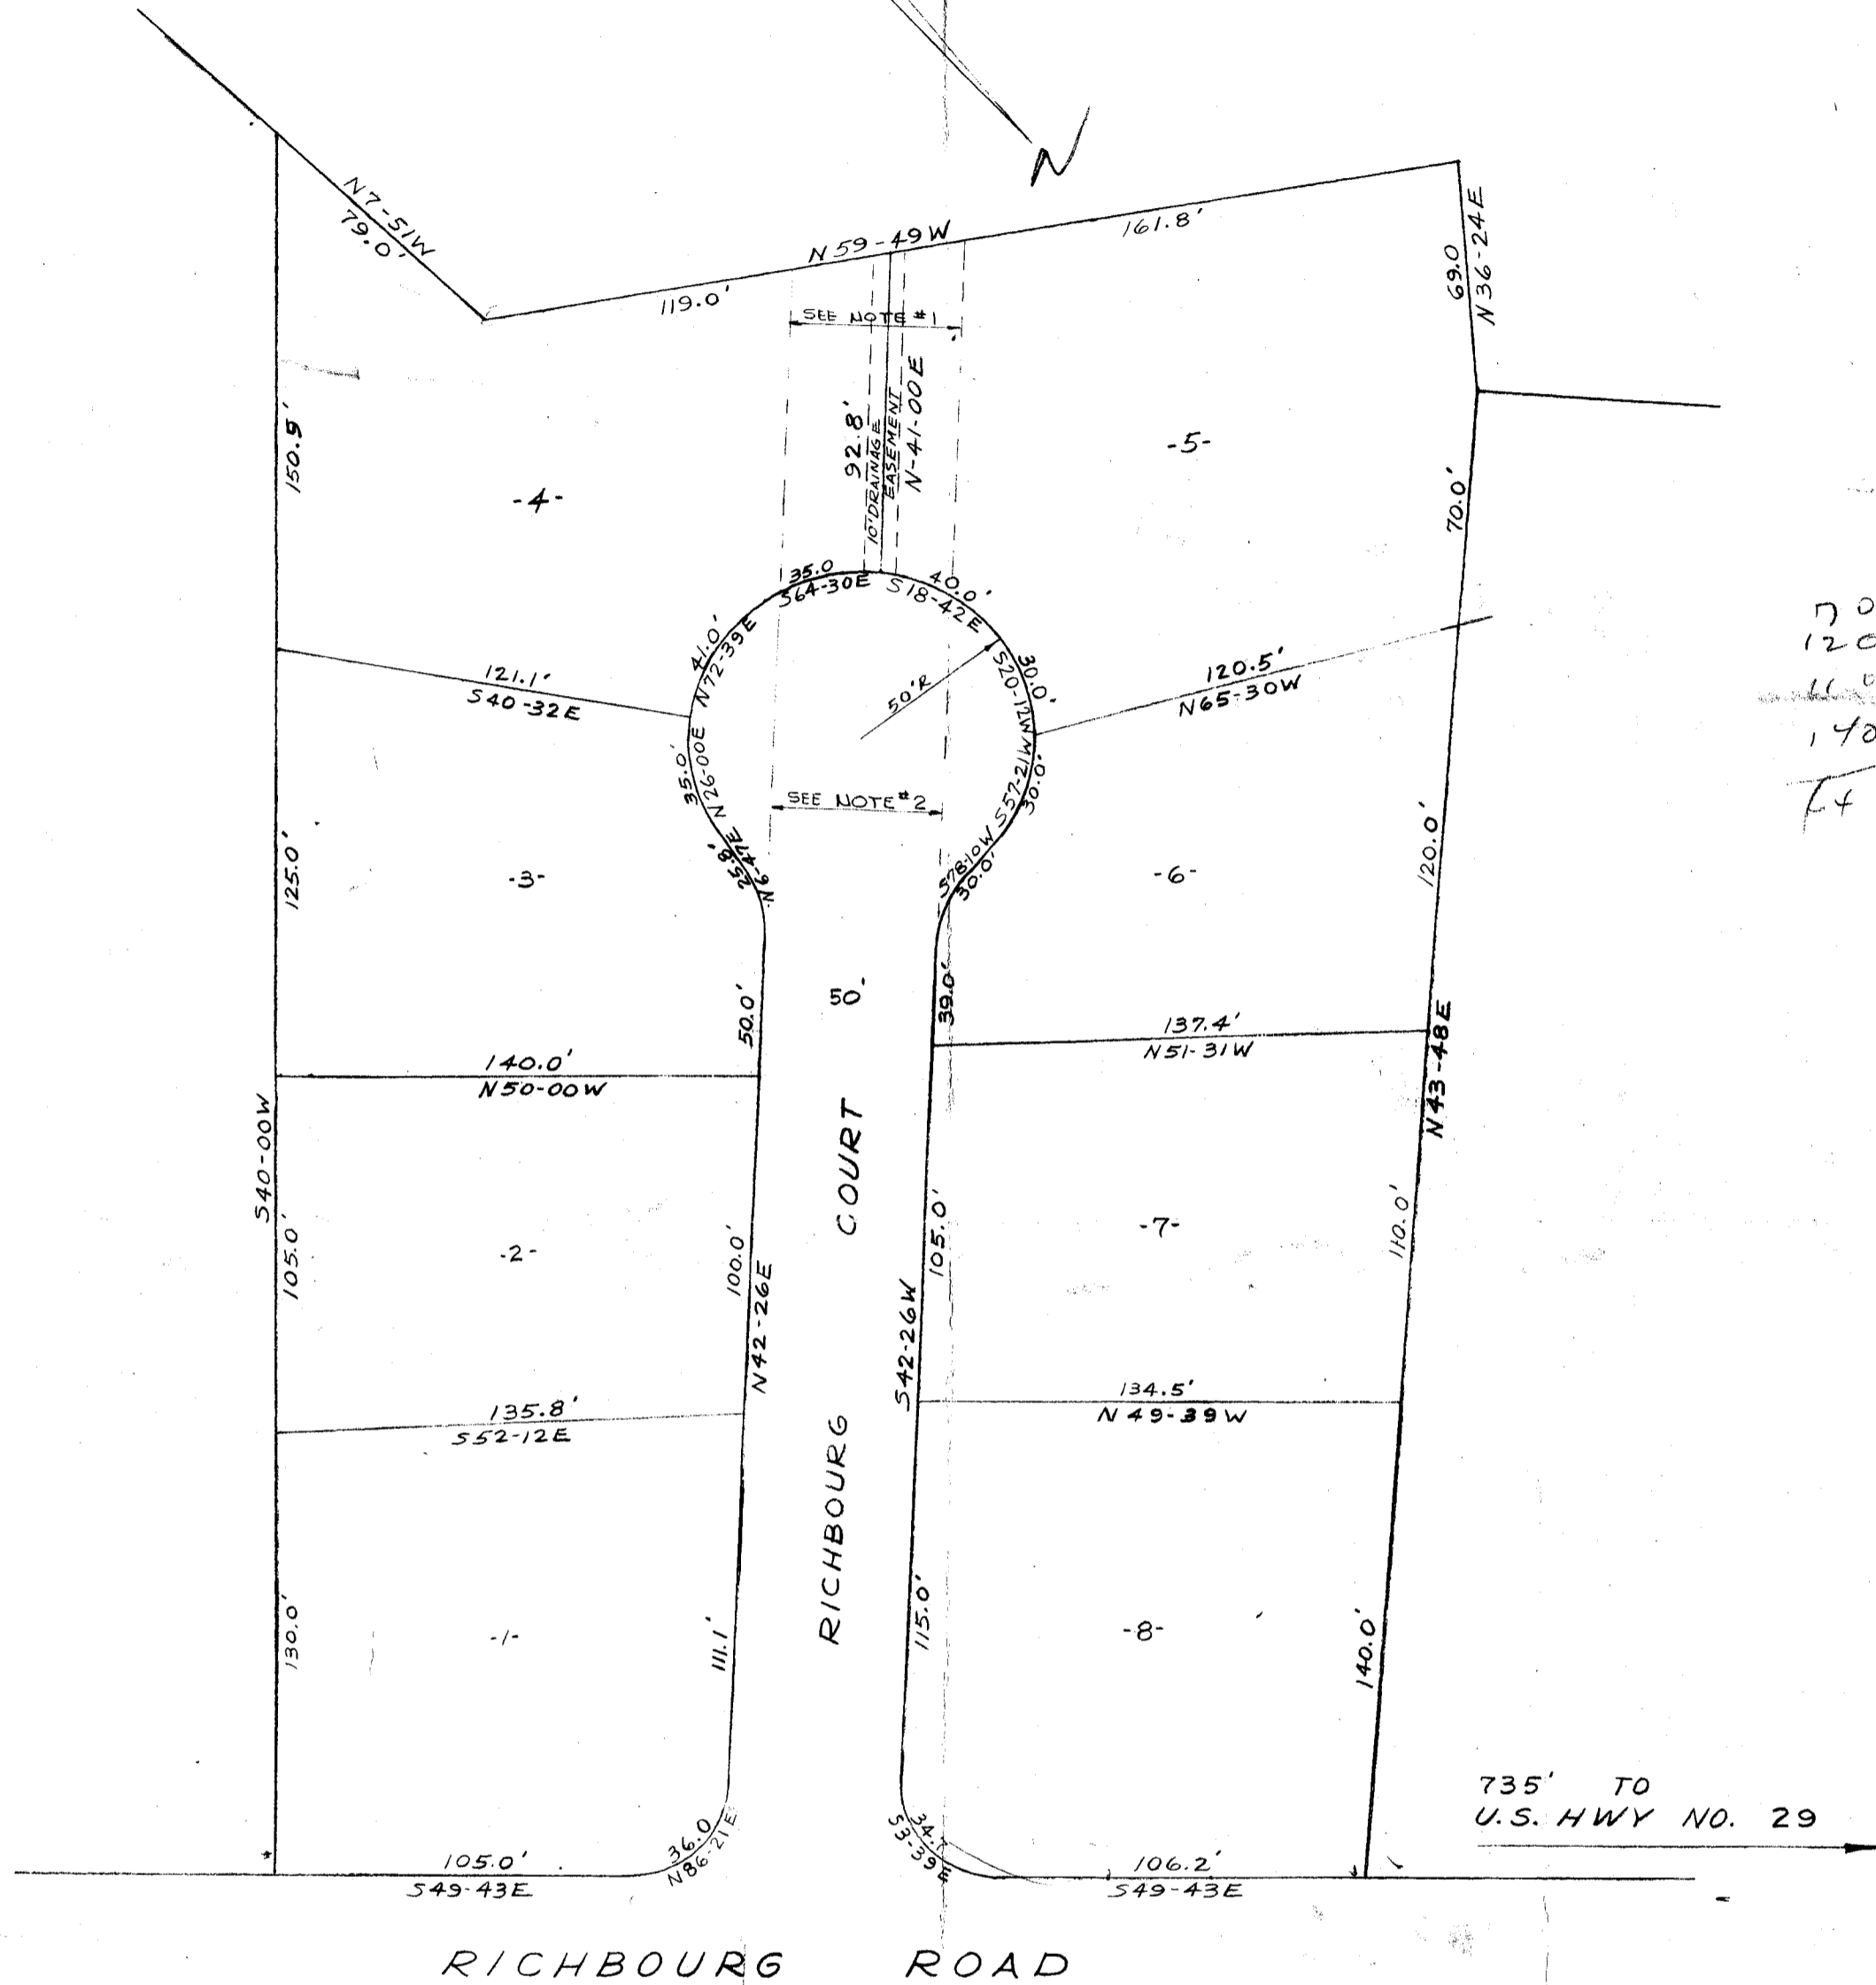 N
N7-51W
79.0'
N59-49W
119.0'
161.8'
69.0
N36-24E
SEE NOTE #1
92.8'
10' DRAINAGE
EASEMENT
N-41-00E
150.5'
-4-
-5-
70.0'
35.0
S64-30E
40.0'
S18-42E
41.0'
N72-39E
30.0'
50'R
121.1'
S40-32E
120.5'
N65-30W
35.0'
N26-00E
S57-21W
30.0'
SEE NOTE #2
N6-47E
S78-10W
30.0'
125.0'
-3-
-6-
120.0'
50.0'
50.
39.0'
140.0'
N50-00W
137.4'
N51-31W
N43-48E
S40-00W
105.0'
-2-
100.0'
N42-26E
RICHBOURG COURT
S42-26W
105.0'
-7-
110.0'
135.8'
S52-12E
134.5'
N49-39W
130.0'
-1-
111.1'
115.0'
-8-
140.0'
735' TO
U.S. HWY NO. 29
105.0'
S49-43E
36.0
N86-21E
34.7
S3-39E
106.2'
S49-43E
RICHBOURG ROAD